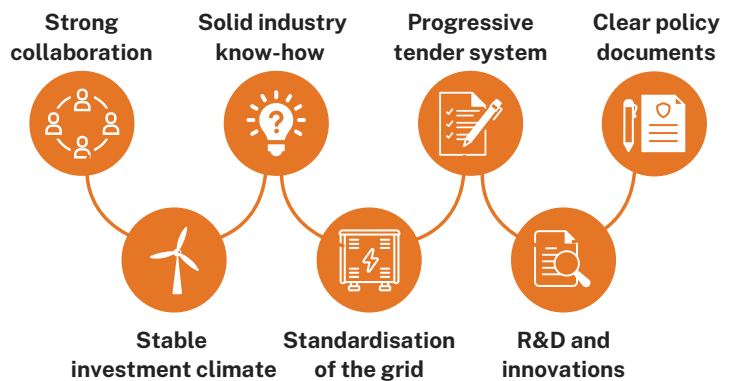 Strong
collaboration
Solid industry
know-how
Progressive
tender system
Clear policy
documents
?
Stable
investment climate
Standardisation
of the grid
R&D and
innovations